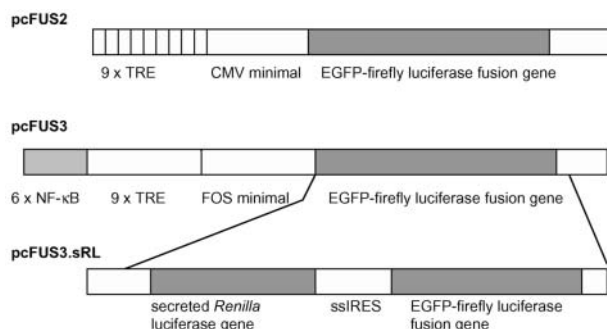 pcFUS2
9 x TRE CMV minimal EGFP-firefly luciferase fusion gene
pcFUS3
6 x NF-κB 9 x TRE FOS minimal EGFP-firefly luciferase fusion gene
pcFUS3.sRL
secreted Renilla ssIRES EGFP-firefly luciferase
luciferase gene fusion gene